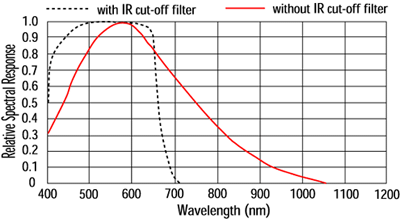 with IR cut-off filter without IR cut-off filter
Relative Spectral Response
1.0
0.9
0.8
0.7
0.6
0.5
0.4
0.3
0.2
0.1
0
400 500 600 700 800 900 1000 1100 1200
Wavelength (nm)